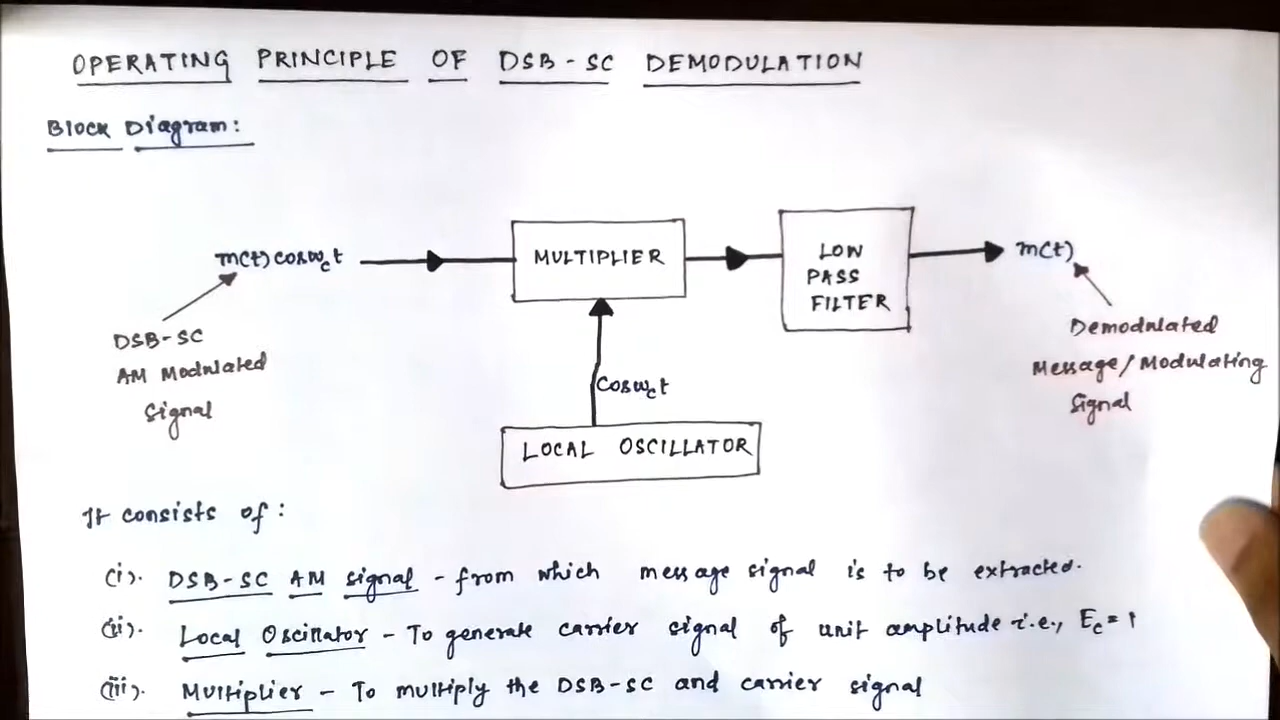 OPERATING PRINCIPLE OF DSB-SC DEMODULATION
Block Diagram:
m(t) cosω_ct
MULTIPLIER
LOW
PASS
FILTER
m(t)
DSB-SC
AM Modulated
Signal
Cosω_ct
Demodulated
Message/Modulating
Signal
LOCAL OSCILLATOR
It consists of:
(i). DSB-SC AM signal - from which message signal is to be extracted.
(ii). Local Oscillator - To generate carrier signal of unit amplitude i.e., E_c = 1
(iii). Multiplier - To multiply the DSB-SC and carrier signal